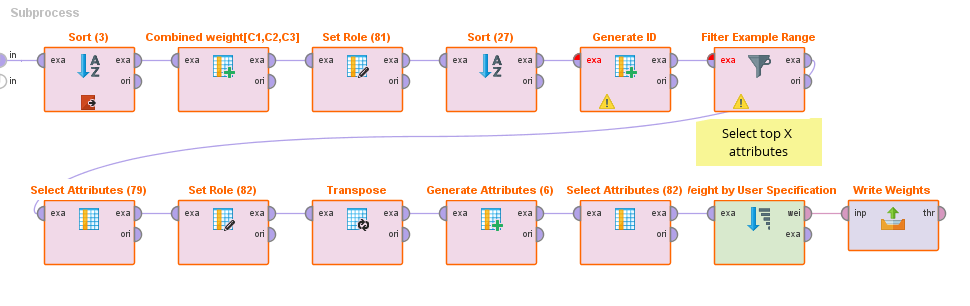 Subprocess
Sort (3) Combined weight[C1,C2,C3] Set Role (81) Sort (27) Generate ID Filter Example Range
in exa A Z exa exa exa exa exa exa A Z exa exa exa exa exa
in ori ori ori ori ori ori
Select top X
attributes
Select Attributes (79) Set Role (82) Transpose Generate Attributes (6) Select Attributes (82) eight by User Specification Write Weights
exa exa exa exa exa exa exa exa exa exa exa wei inp thr
ori ori ori ori ori exa